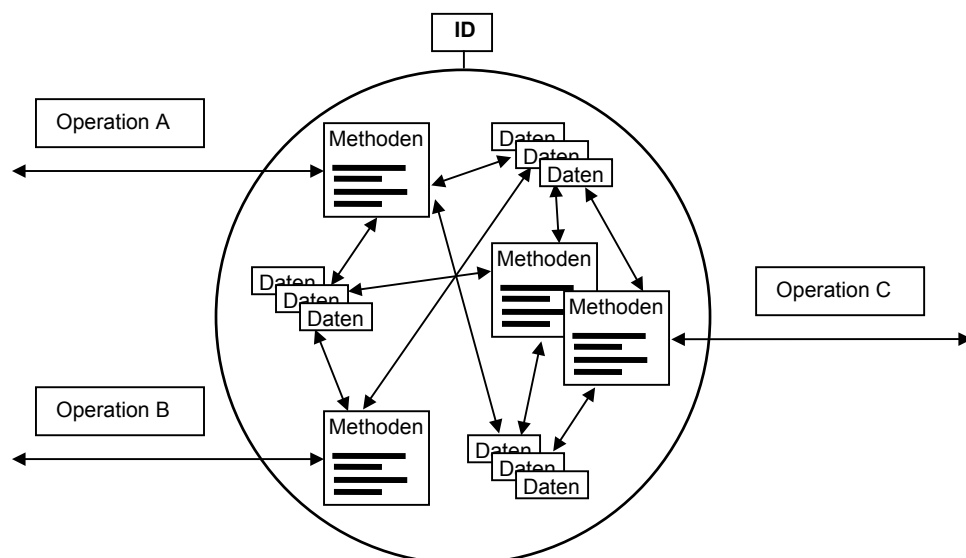 ID
Operation A
Methoden
Daten
Daten
Daten
Methoden
Daten
Daten
Daten
Operation C
Methoden
Operation B
Methoden
Daten
Daten
Daten